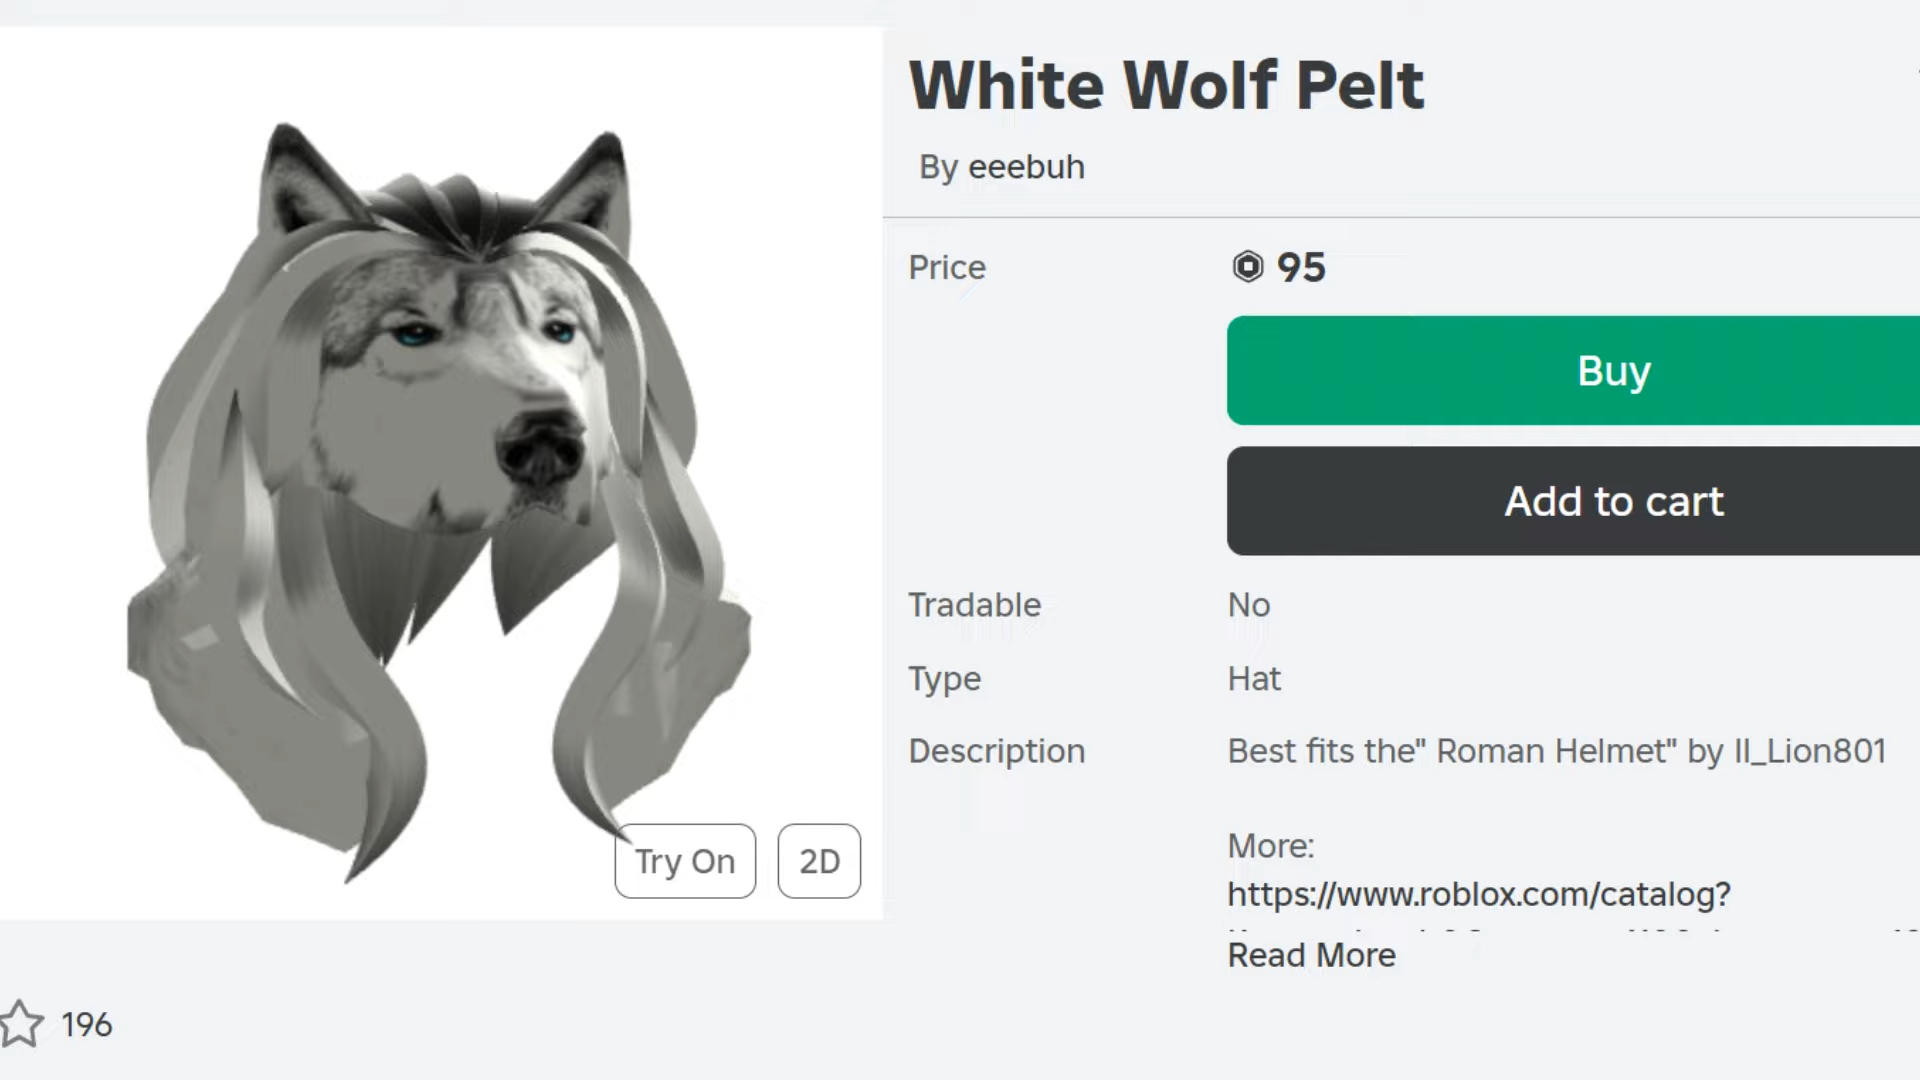 White Wolf Pelt
By eeebuh
Price
95
Buy
Add to cart
Tradable
No
Type
Hat
Description
Best fits the" Roman Helmet" by II_Lion801
More:
https://www.roblox.com/catalog?
Read More
Try On
2D
196